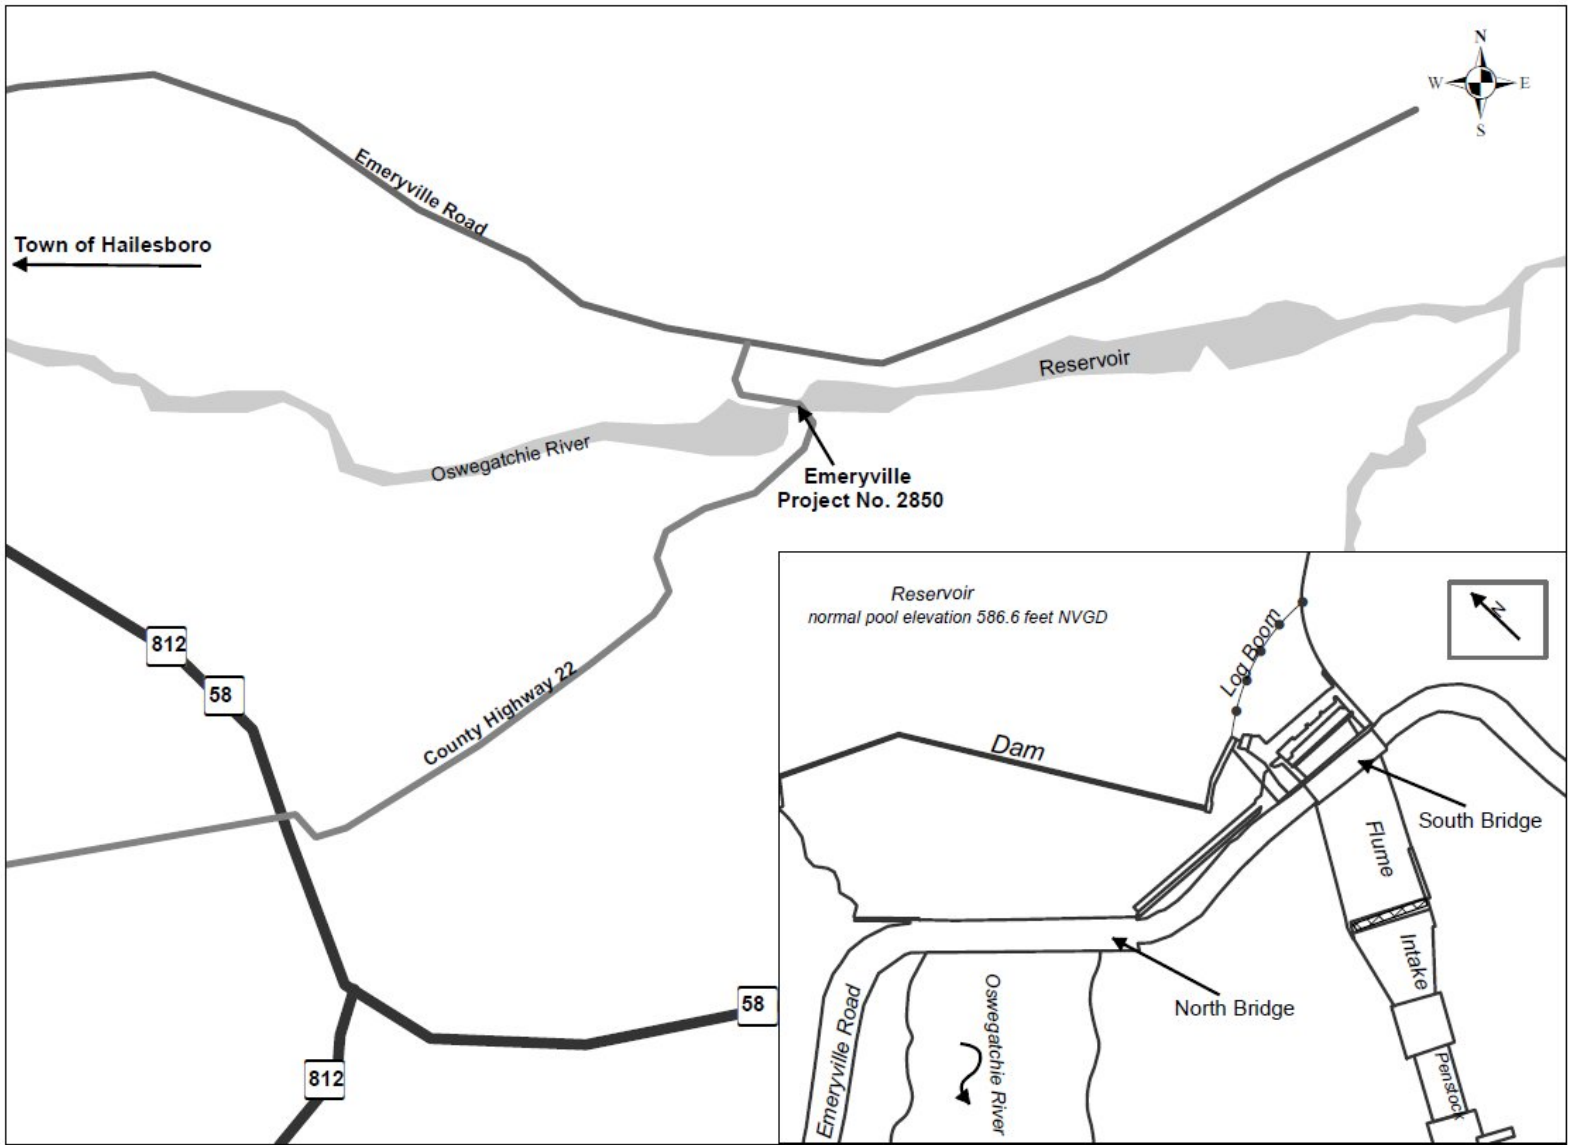 N
W
E
S
Emeryville Road
Town of Hailesboro
Reservoir
Oswegatchie River
Emeryville
Project No. 2850
812
58
County Highway 22
58
812
Reservoir
normal pool elevation 586.6 feet NVGD
N
Log Boom
Dam
South Bridge
Flume
Intake
North Bridge
Emeryville Road
Oswegatchie River
Penstock